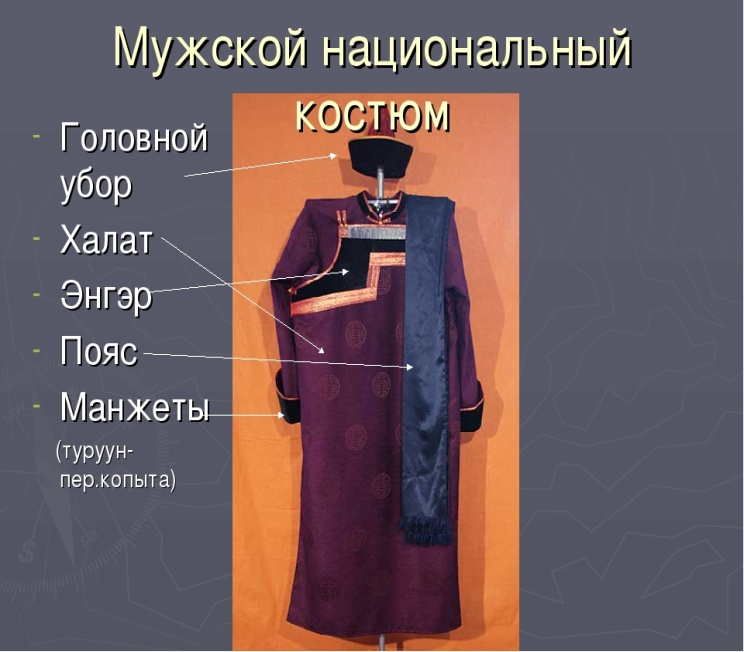 Мужской национальный
костюм
- Головной
убор
- Халат
- Энгэр
- Пояс
- Манжеты
(туруун-
пер.копыта)